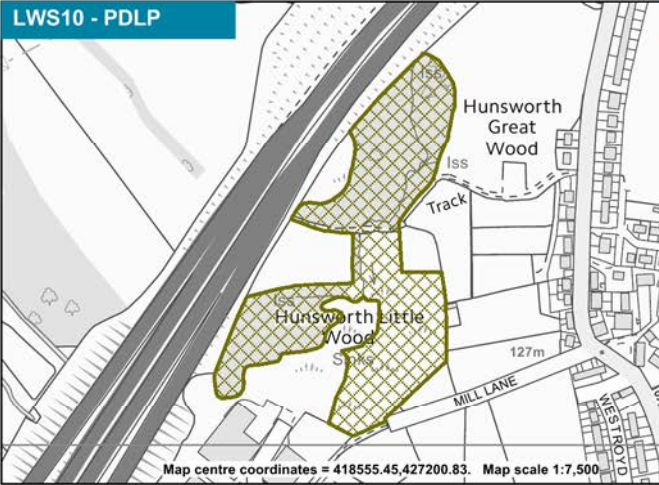 LWS10 - PDLP
Iss
Hunsworth
Great
Wood
Iss
Track
Iss
Hunsworth Little
Wood
Sinks
127m
MILL LANE
WESTROYD
Map centre coordinates = 418555.45,427200.83. Map scale 1:7,500